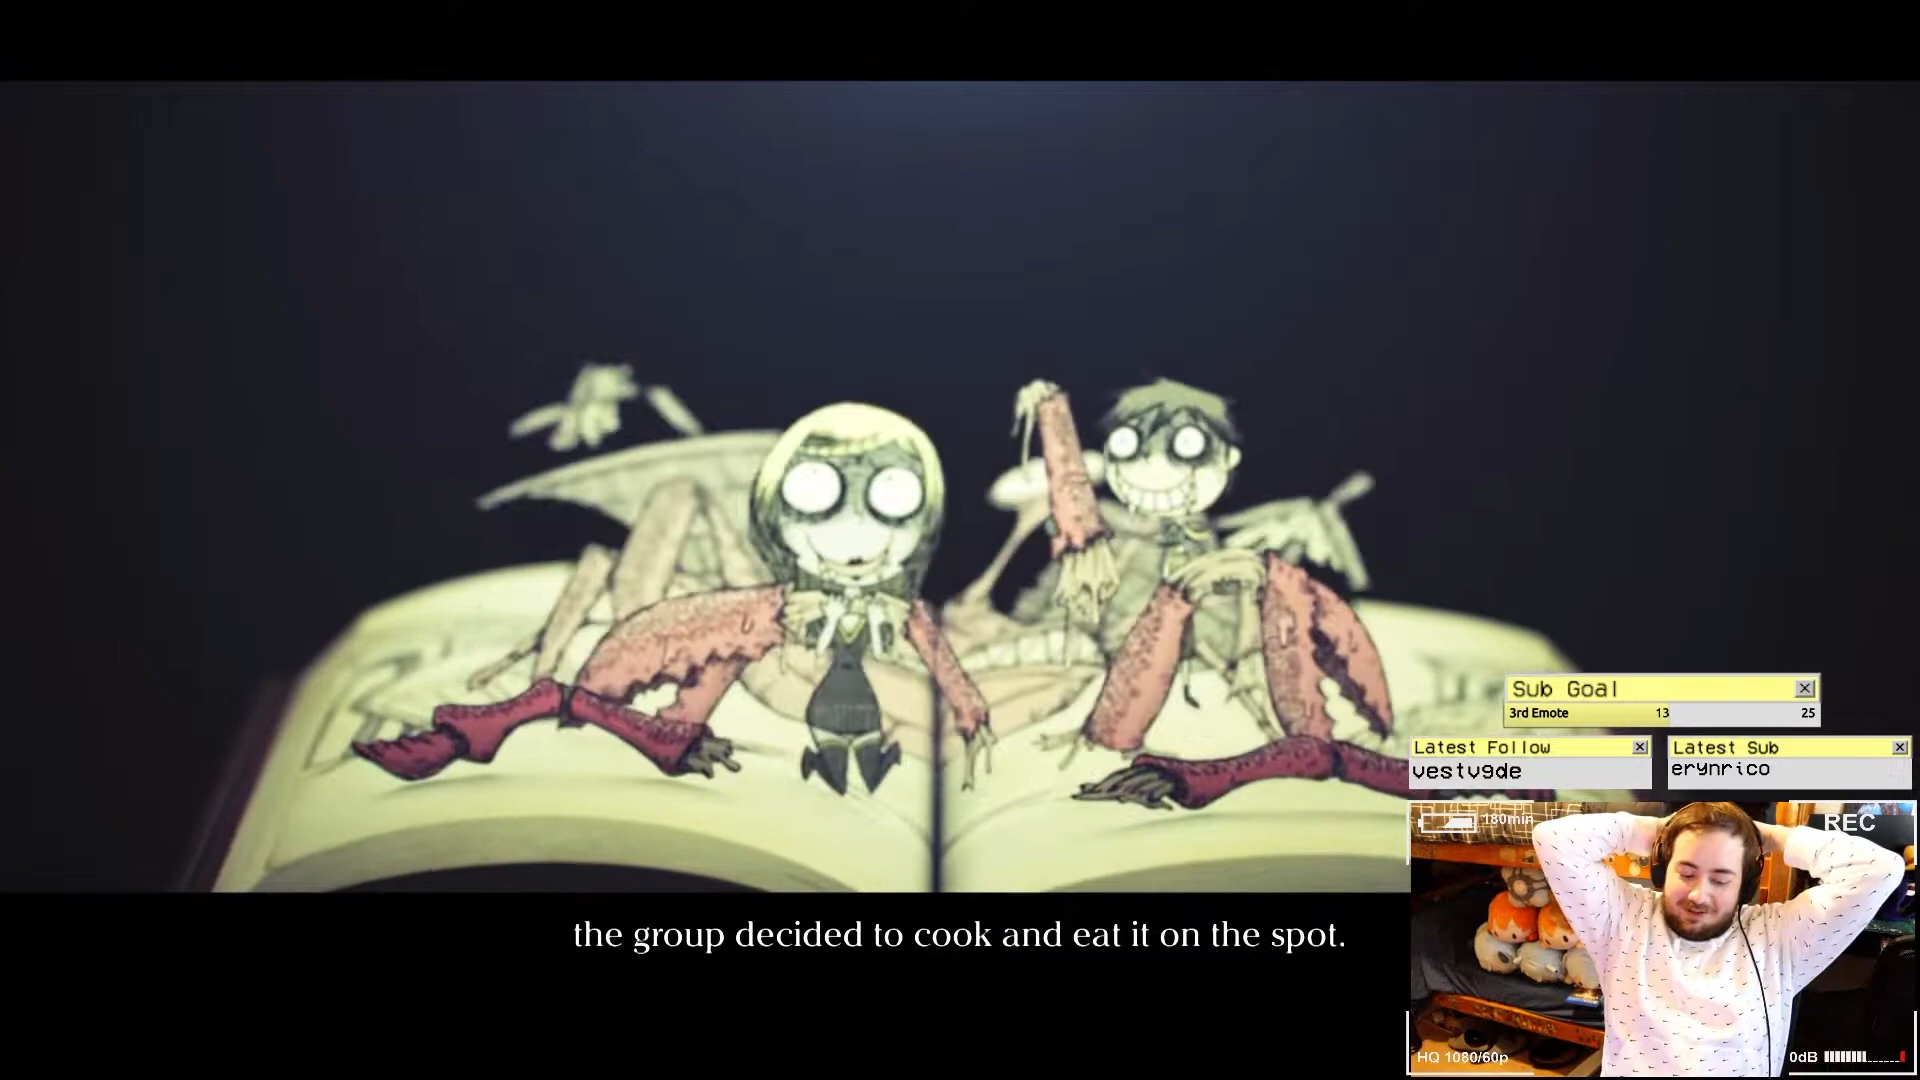 Sub Goal
3rd Emote 13 25
Latest Follow
vestv9de
Latest Sub
erynrico
180min
REC
the group decided to cook and eat it on the spot.
HQ 1080/60p
0dB